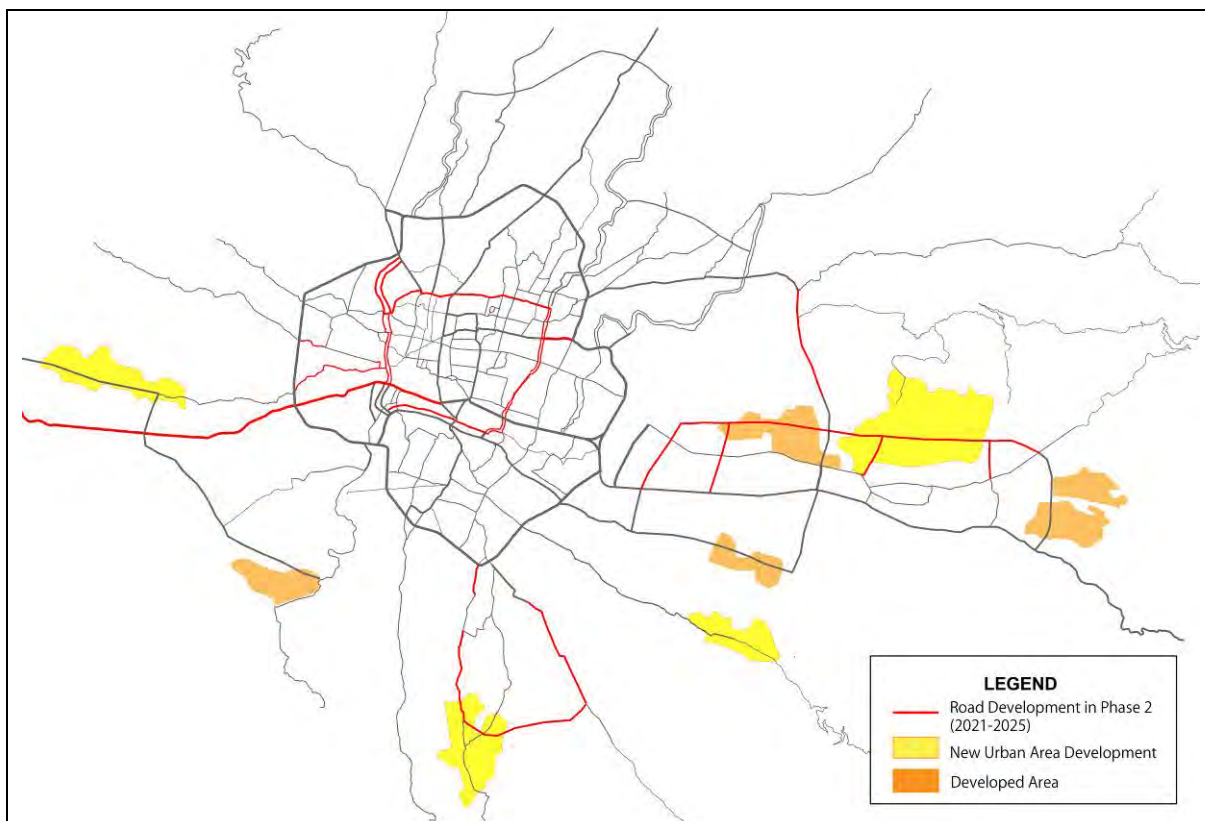 LEGEND
Road Development in Phase 2
(2021-2025)
New Urban Area Development
Developed Area